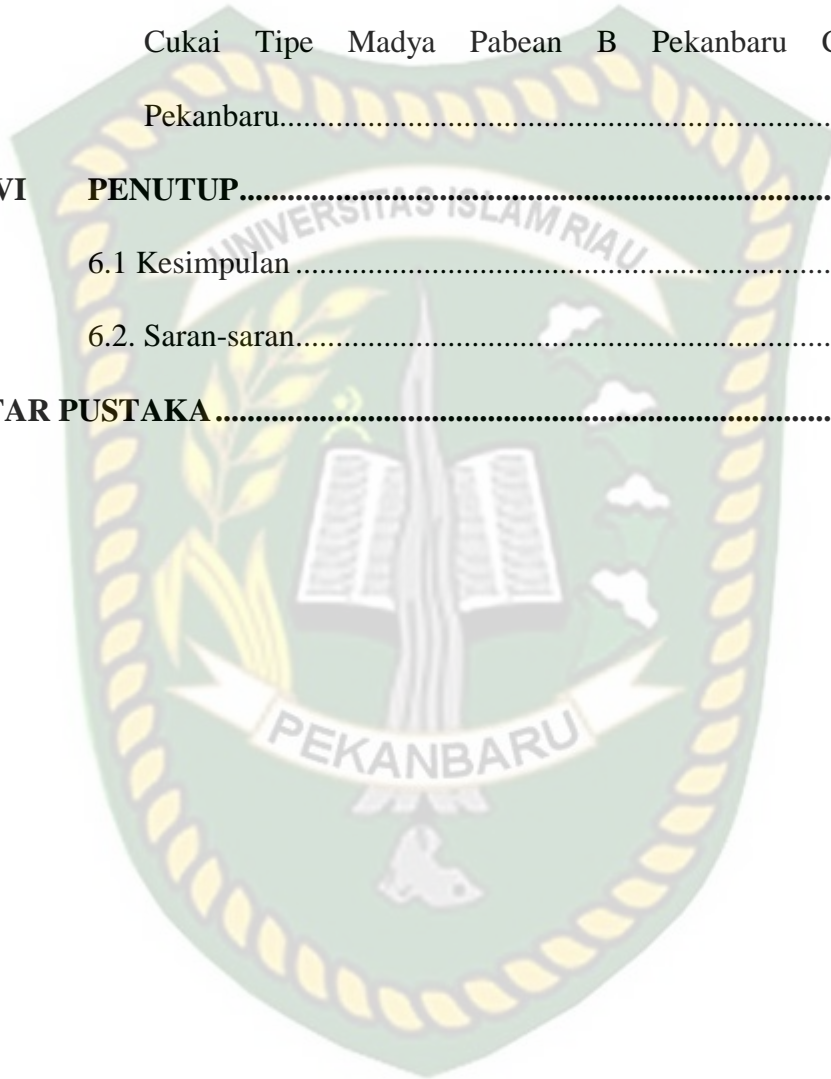 Cukai Tipe Madya Pabean B Pekanbaru
Pekanbaru................................................................
VI PENUTUP................................................................
UNIVERSITAS ISLAM RIAU
6.1 Kesimpulan................................................................
6.2. Saran-saran................................................................
TAR PUSTAKA................................................................
PEKANBARU